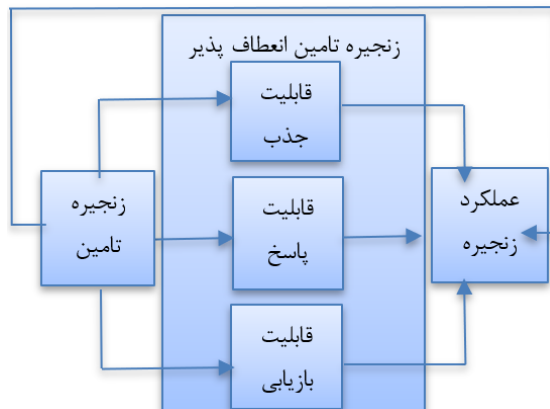 زنجیره تامین انعطاف پذیر
قابلیت
جذب
زنجیره
تامین
قابلیت
پاسخ
عملکرد
زنجیره
قابلیت
بازیابی